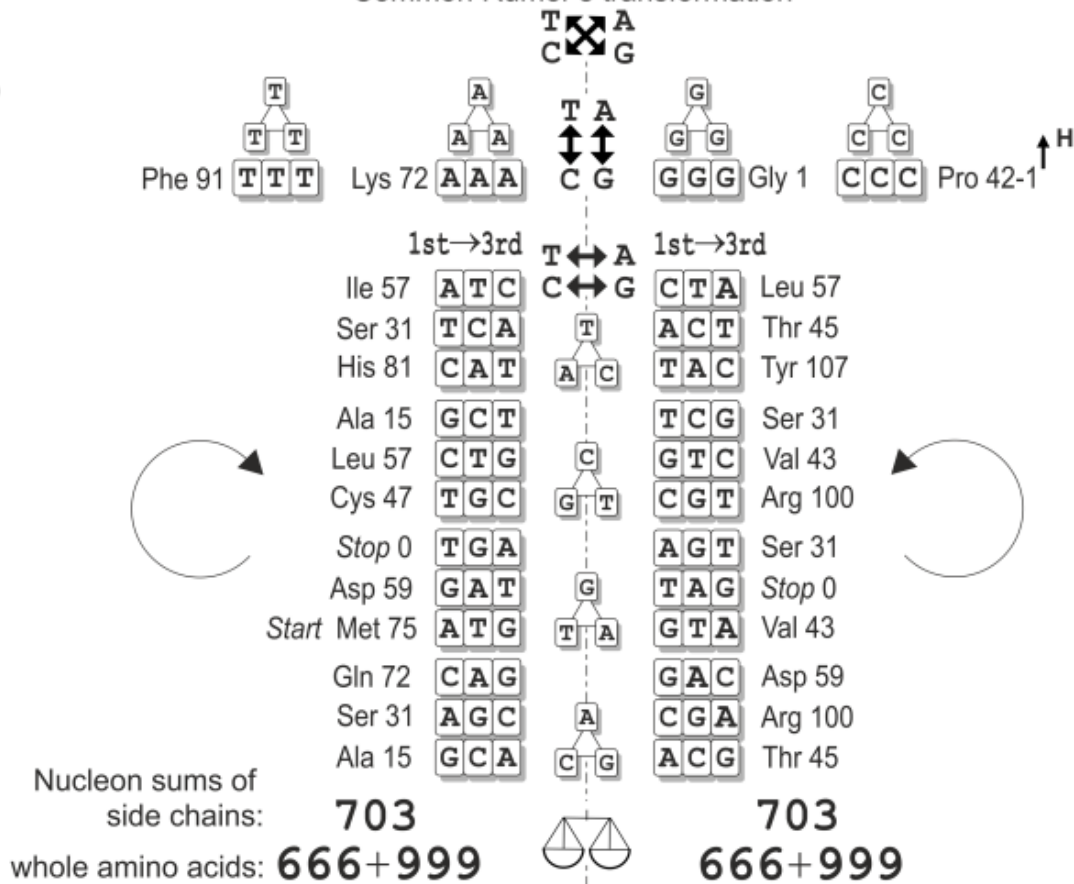 Common Rumer's transformation
T A
C G
T A G C
T T A A T A G G C C
Phe 91 T T T Lys 72 A A A C G G G G Gly 1 C C C Pro 42-1 H
1st→3rd T A 1st→3rd
Ile 57 A T C C G C T A Leu 57
Ser 31 T C A T A C T Thr 45
His 81 C A T A C T A C Tyr 107
Ala 15 G C T T C G Ser 31
Leu 57 C T G C G T C Val 43
Cys 47 T G C G T C G T Arg 100
Stop 0 T G A A G T Ser 31
Asp 59 G A T G T A G Stop 0
Start Met 75 A T G T A G T A Val 43
Gln 72 C A G G A C Asp 59
Ser 31 A G C A C G A Arg 100
Ala 15 G C A C G A C G Thr 45
Nucleon sums of
side chains: 703 703
whole amino acids: 666+999 666+999